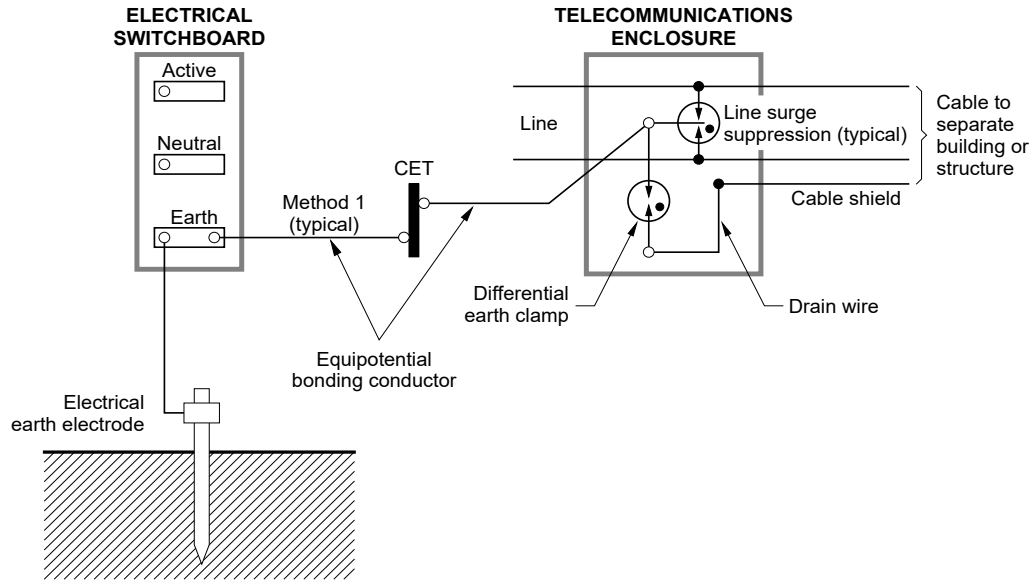 ELECTRICAL
SWITCHBOARD
TELECOMMUNICATIONS
ENCLOSURE
Active
Neutral
Earth
Method 1
(typical)
CET
Line
Line surge
suppression (typical)
Cable to
separate
building or
structure
Cable shield
Differential
earth clamp
Drain wire
Equipotential
bonding conductor
Electrical
earth electrode